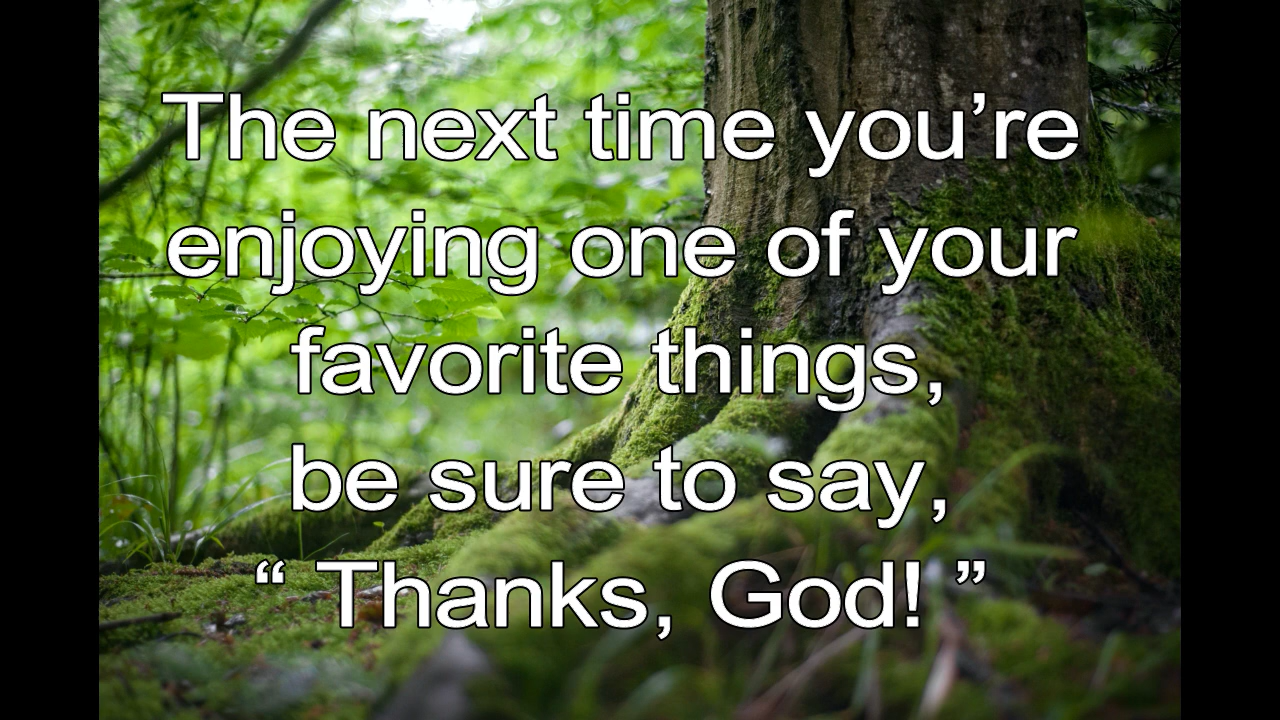 The next time you’re
enjoying one of your
favorite things,
be sure to say,
“ Thanks, God! ”